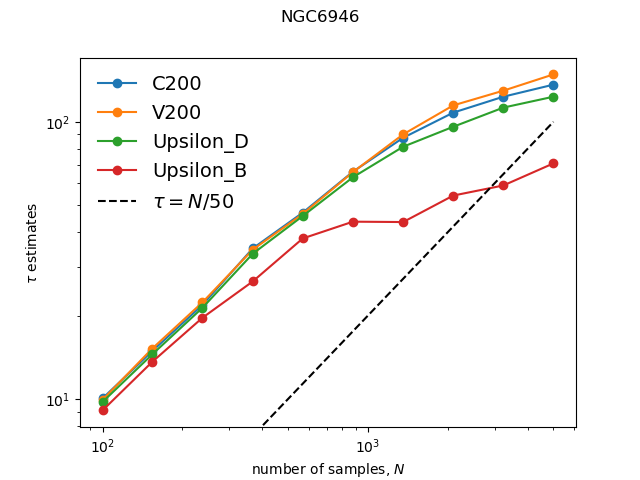 NGC6946
C200
V200
Upsilon_D
Upsilon_B
τ = N/50
τ estimates
10²
10¹
10²
10³
number of samples, N